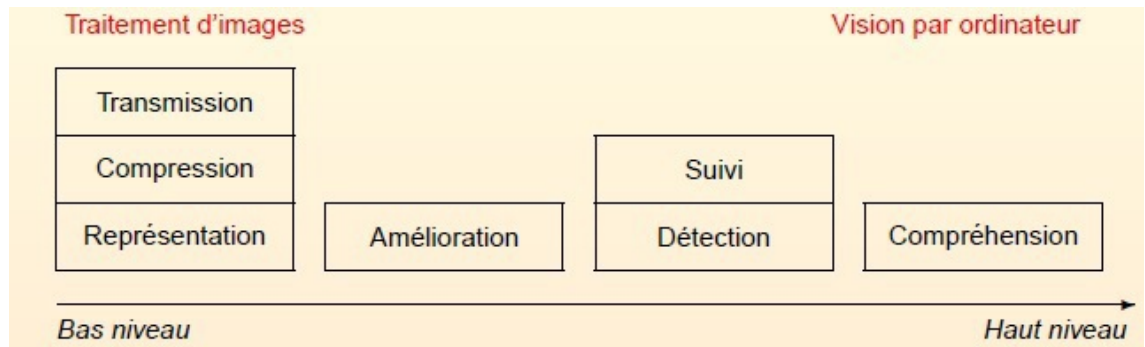 Traitement d'images
Vision par ordinateur
Transmission
Compression
Suivi
Représentation
Amélioration
Détection
Compréhension
Bas niveau
Haut niveau